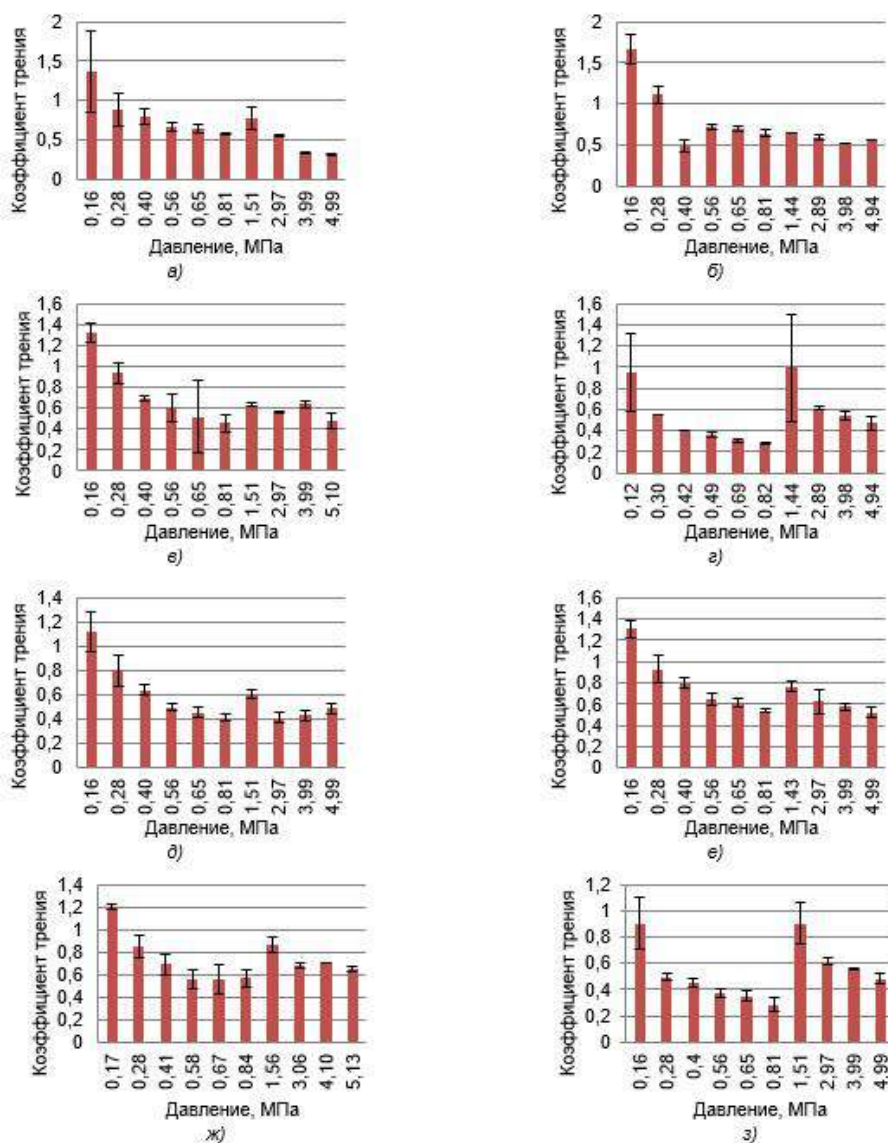 Коэффициент трения
2
1,5
1
0,5
0
0,16 0,28 0,40 0,56 0,65 0,81 1,51 2,97 3,99 4,99
Давление, МПа
а)
Коэффициент трения
2
1,5
1
0,5
0
0,16 0,28 0,40 0,56 0,65 0,81 1,44 2,89 3,98 4,94
Давление, МПа
б)
Коэффициент трения
1,6
1,4
1,2
1
0,8
0,6
0,4
0,2
0
0,16 0,28 0,40 0,56 0,65 0,81 1,51 2,97 3,99 5,10
Давление, МПа
в)
Коэффициент трения
1,6
1,4
1,2
1
0,8
0,6
0,4
0,2
0
0,12 0,30 0,42 0,49 0,69 0,82 1,44 2,89 3,98 4,94
Давление, МПа
г)
Коэффициент трения
1,4
1,2
1
0,8
0,6
0,4
0,2
0
0,16 0,28 0,40 0,56 0,65 0,81 1,51 2,97 3,99 4,99
Давление, МПа
д)
Коэффициент трения
1,6
1,4
1,2
1
0,8
0,6
0,4
0,2
0
0,16 0,28 0,40 0,56 0,65 0,81 1,43 2,97 3,99 4,99
Давление, МПа
е)
Коэффициент трения
1,4
1,2
1
0,8
0,6
0,4
0,2
0
0,17 0,28 0,41 0,58 0,67 0,84 1,56 3,06 4,10 5,13
Давление, МПа
ж)
Коэффициент трения
1,2
1
0,8
0,6
0,4
0,2
0
0,16 0,28 0,4 0,56 0,65 0,81 1,51 2,97 3,99 4,99
Давление, МПа
з)